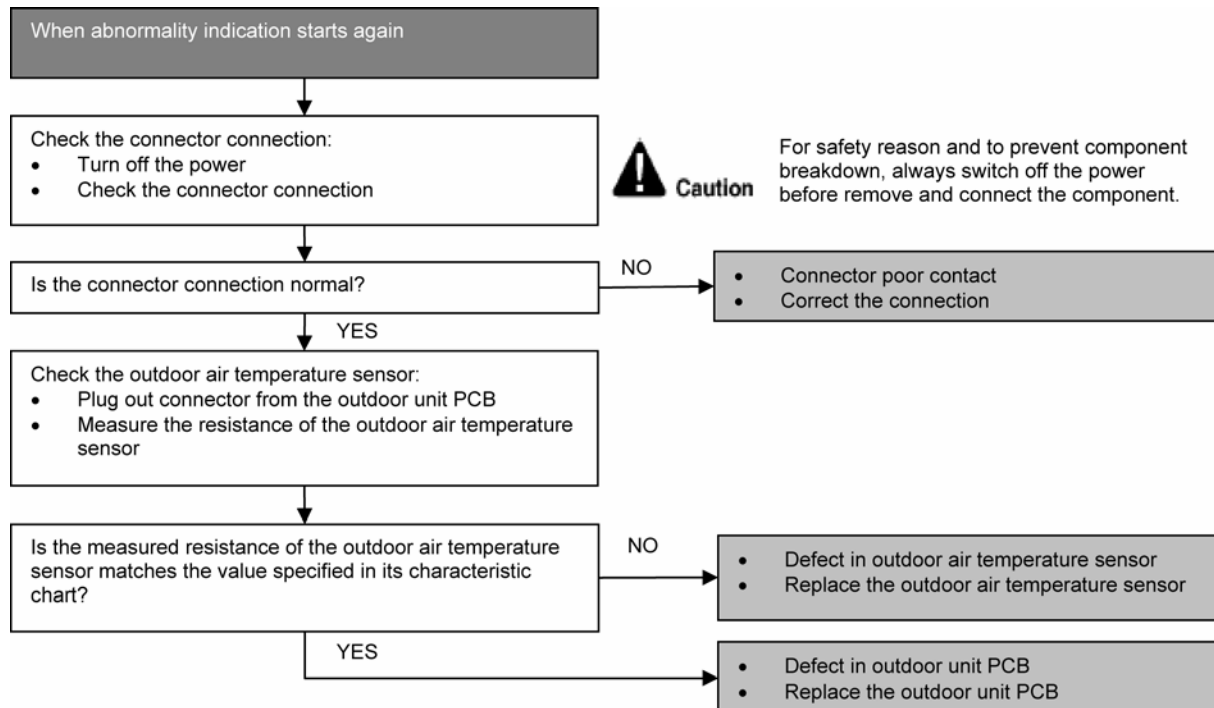 When abnormality indication starts again
Check the connector connection:
• Turn off the power
• Check the connector connection
Caution
For safety reason and to prevent component
breakdown, always switch off the power
before remove and connect the component.
Is the connector connection normal?
NO
• Connector poor contact
• Correct the connection
YES
Check the outdoor air temperature sensor:
• Plug out connector from the outdoor unit PCB
• Measure the resistance of the outdoor air temperature
sensor
Is the measured resistance of the outdoor air temperature
sensor matches the value specified in its characteristic
chart?
NO
• Defect in outdoor air temperature sensor
• Replace the outdoor air temperature sensor
YES
• Defect in outdoor unit PCB
• Replace the outdoor unit PCB